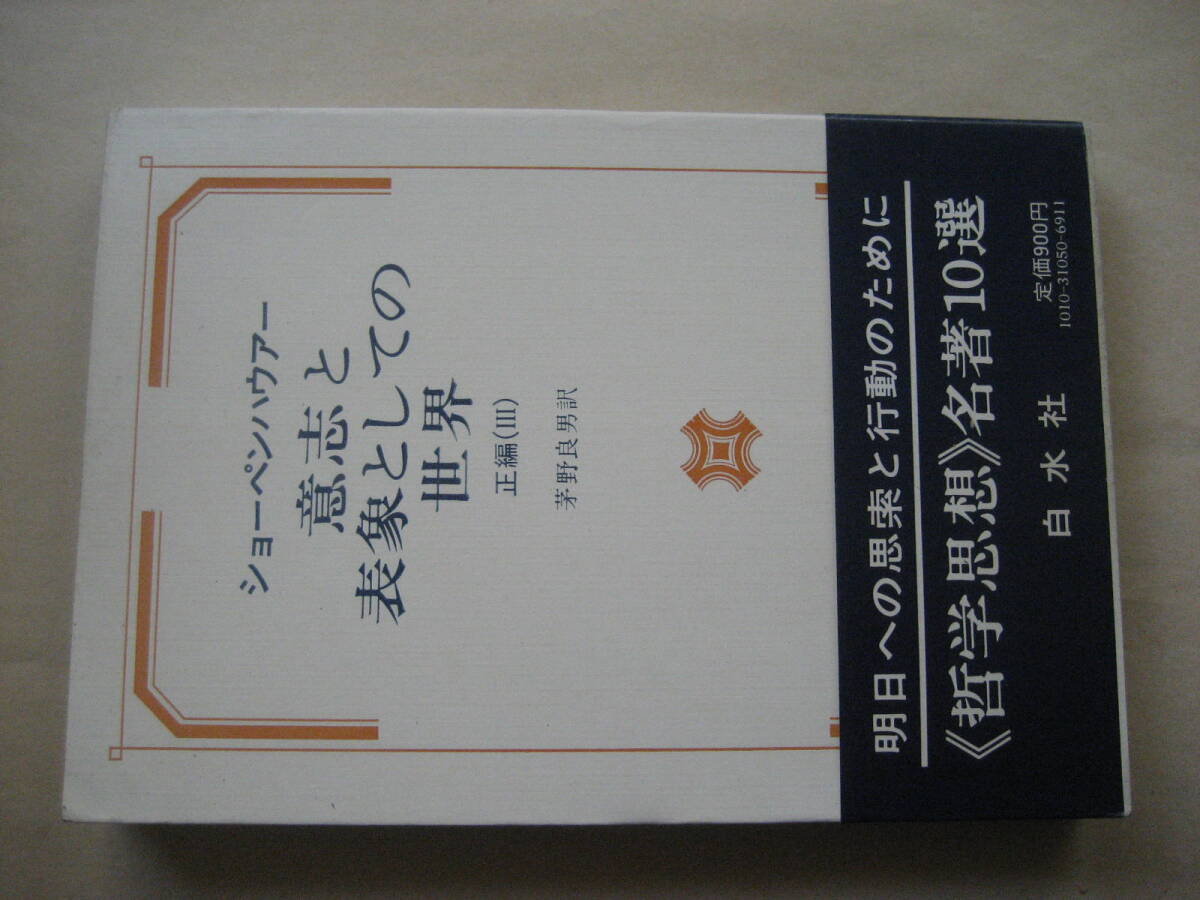 ショーペンハウアー
意志と
表象としての
世界
正編(III)
茅野良男訳
明日への思索と行動のために
《哲学思想》名著10選
定価900円
1010-31050-6911
白水社